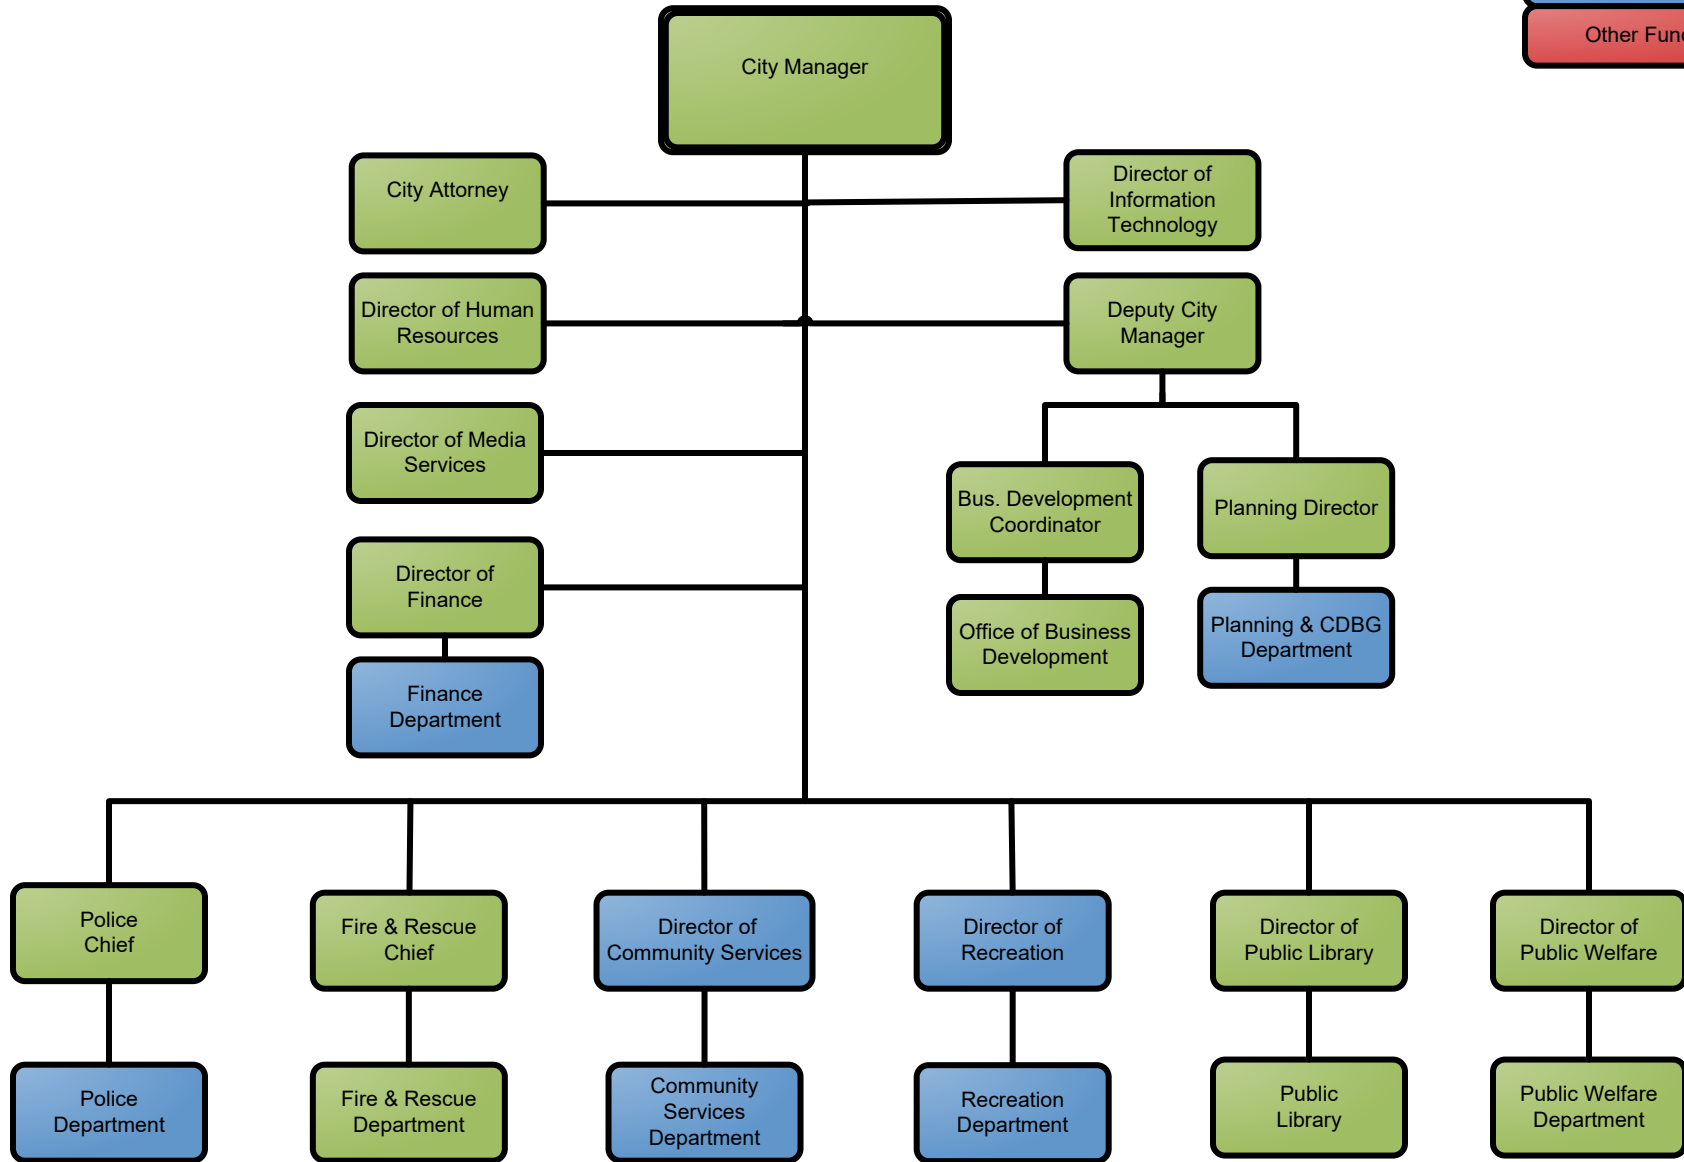 Other
City Manager
City Attorney
Director of
Information
Technology
Director of Human
Resources
Deputy City
Manager
Director of Media
Services
Bus. Development
Coordinator
Planning Director
Director of
Finance
Office of Business
Development
Planning & CDBG
Department
Finance
Department
Police
Chief
Fire & Rescue
Chief
Director of
Community Services
Director of
Recreation
Director of
Public Library
Director of
Public Welfare
Police
Department
Fire & Rescue
Department
Community
Services
Department
Recreation
Department
Public
Library
Public Welfare
Department